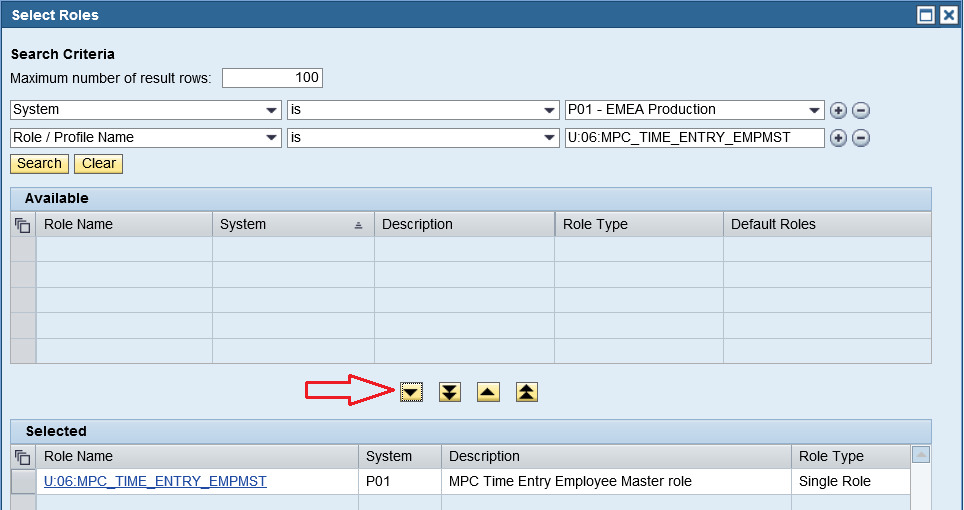 Select Roles
Search Criteria
Maximum number of result rows: 100
System is P01 - EMEA Production
Role / Profile Name is U:06:MPC_TIME_ENTRY_EMPMST
Search Clear
Available
Role Name System Description Role Type Default Roles
Selected
Role Name System Description Role Type
U:06:MPC_TIME_ENTRY_EMPMST P01 MPC Time Entry Employee Master role Single Role